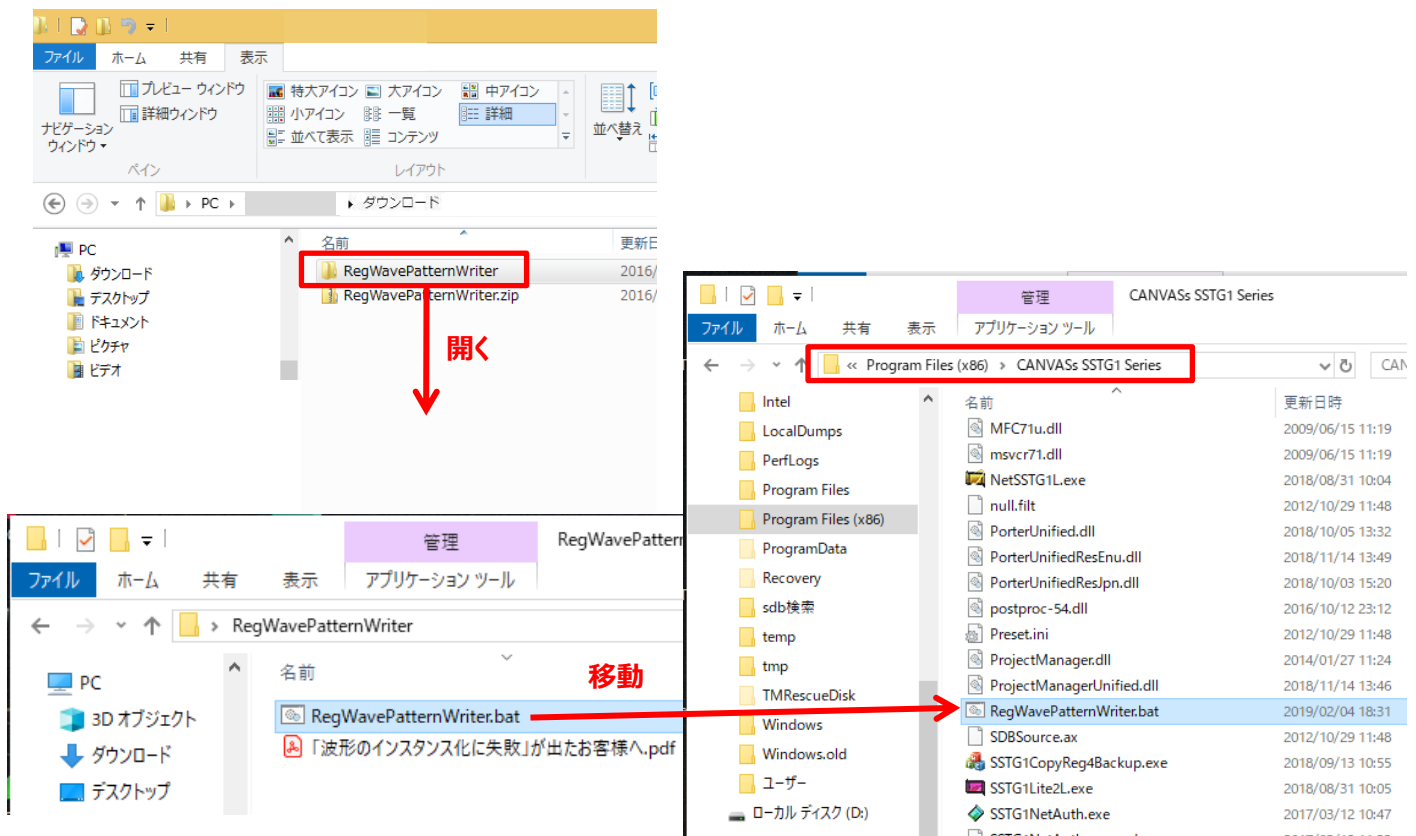 ファイル ホーム 共有 表示
プレビュー ウィンドウ
詳細ウィンドウ
ナビゲーション
ウィンドウ
特大アイコン 大アイコン 中アイコン
小アイコン 一覧 詳細
並べて表示 コンテンツ
並べ替え
ペイン レイアウト
PC ダウンロード
名前 更新日
PC
ダウンロード
デスクトップ
ドキュメント
ピクチャ
ビデオ
RegWavePatternWriter 2016/
RegWavePatternWriter.zip 2016/
開く
管理 RegWavePatter
ファイル ホーム 共有 表示 アプリケーション ツール
RegWavePatternWriter
名前
移動
PC
3D オブジェクト
ダウンロード
デスクトップ
RegWavePatternWriter.bat
「波形のインスタンス化に失敗」が出たお客様へ.pdf
管理 CANVASs SSTG1 Series
ファイル ホーム 共有 表示 アプリケーション ツール
« Program Files (x86) CANVASs SSTG1 Series CAN
Intel
LocalDumps
PerfLogs
Program Files
Program Files (x86)
ProgramData
Recovery
sdb検索
temp
tmp
TMRescueDisk
Windows
Windows.old
ユーザー
ローカル ディスク (D:)
名前 更新日時
MFC71u.dll 2009/06/15 11:19
msvcr71.dll 2009/06/15 11:19
NetSSTG1L.exe 2018/08/31 10:04
null.filt 2012/10/29 11:48
PorterUnified.dll 2018/10/05 13:32
PorterUnifiedResEnu.dll 2018/11/14 13:49
PorterUnifiedResJpn.dll 2018/10/03 15:20
postproc-54.dll 2016/10/12 23:12
Preset.ini 2012/10/29 11:48
ProjectManager.dll 2014/01/27 11:24
ProjectManagerUnified.dll 2018/11/14 13:46
RegWavePatternWriter.bat 2019/02/04 18:31
SDBSource.ax 2012/10/29 11:48
SSTG1CopyReg4Backup.exe 2018/09/13 10:55
SSTG1Lite2L.exe 2018/08/31 10:05
SSTG1NetAuth.exe 2017/03/12 10:47